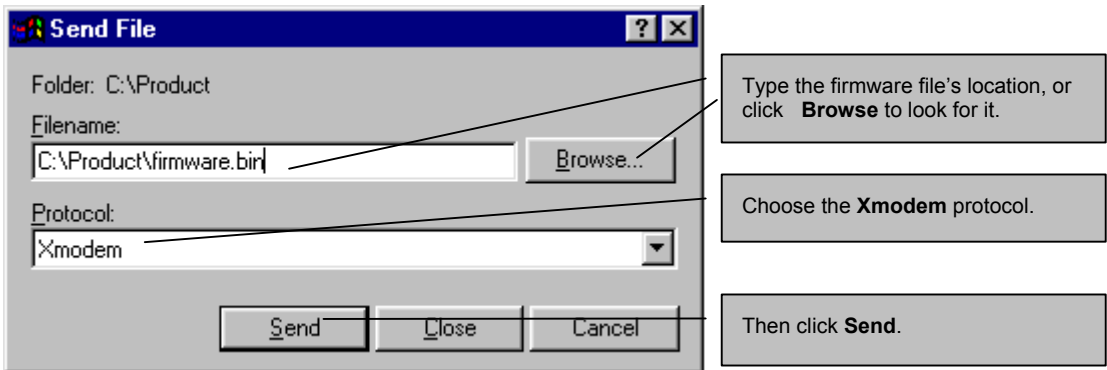 Send File
Folder: C:\Product
Filename:
C:\Product\firmware.bin
Browse...
Protocol:
Xmodem
Send
Close
Cancel
Type the firmware file’s location, or
click Browse to look for it.
Choose the Xmodem protocol.
Then click Send.